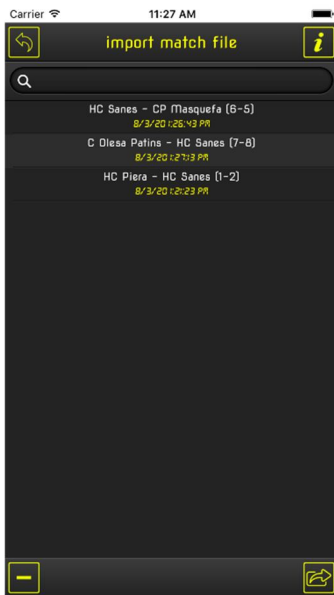 Carrier 11:27 AM
import match file
i
HC Sanes - CP Masquefa (6-5)
8/3/20 1:26:43 PM
C Olesa Patins - HC Sanes (7-8)
8/3/20 1:27:13 PM
HC Piera - HC Sanes (1-2)
8/3/20 1:21:23 PM